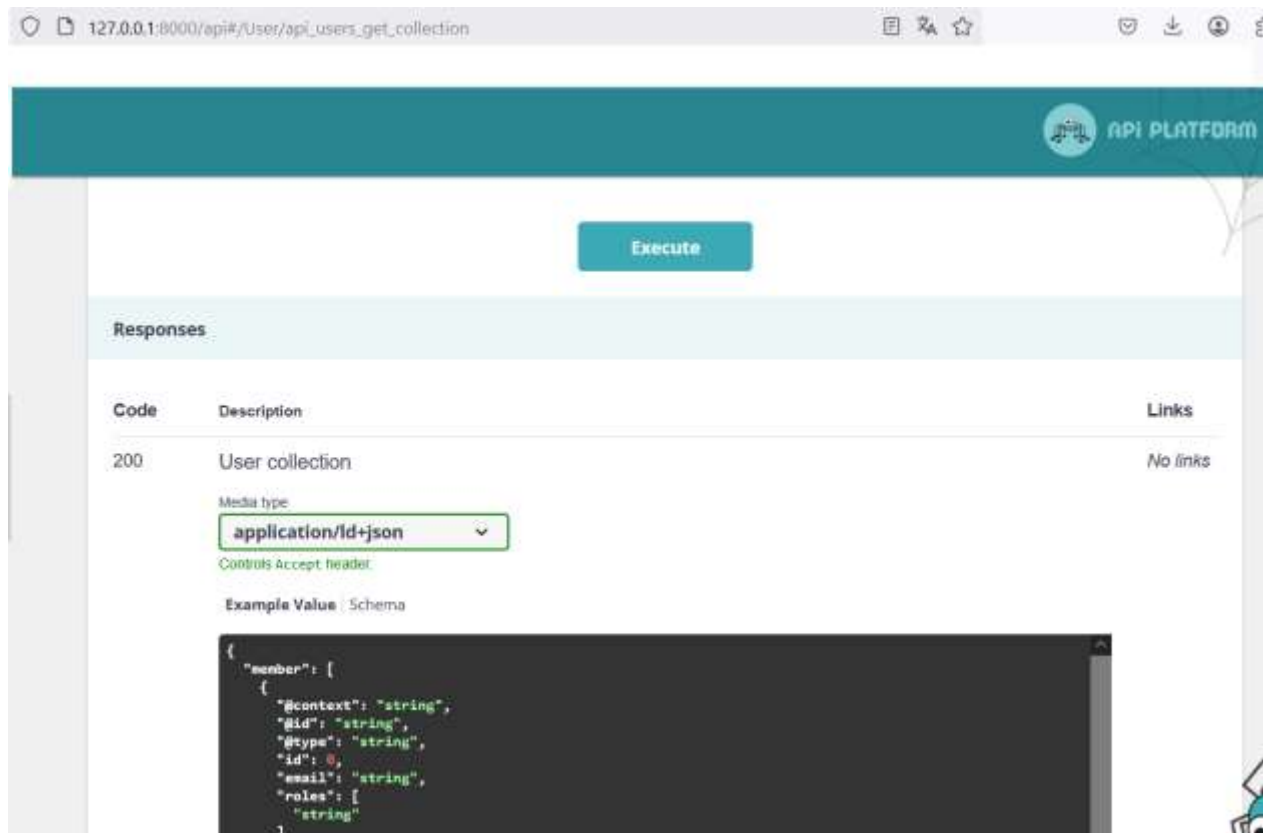 127.0.0.1:8000/api#/User/api_users_get_collection
API PLATFORM
Execute
Responses
Code Description Links
200 User collection No links
Media type
application/ld+json
Controls Accept header.
Example Value Schema
{
"member": [
{
"@context": "string",
"@id": "string",
"@type": "string",
"id": 0,
"email": "string",
"roles": [
"string"
]